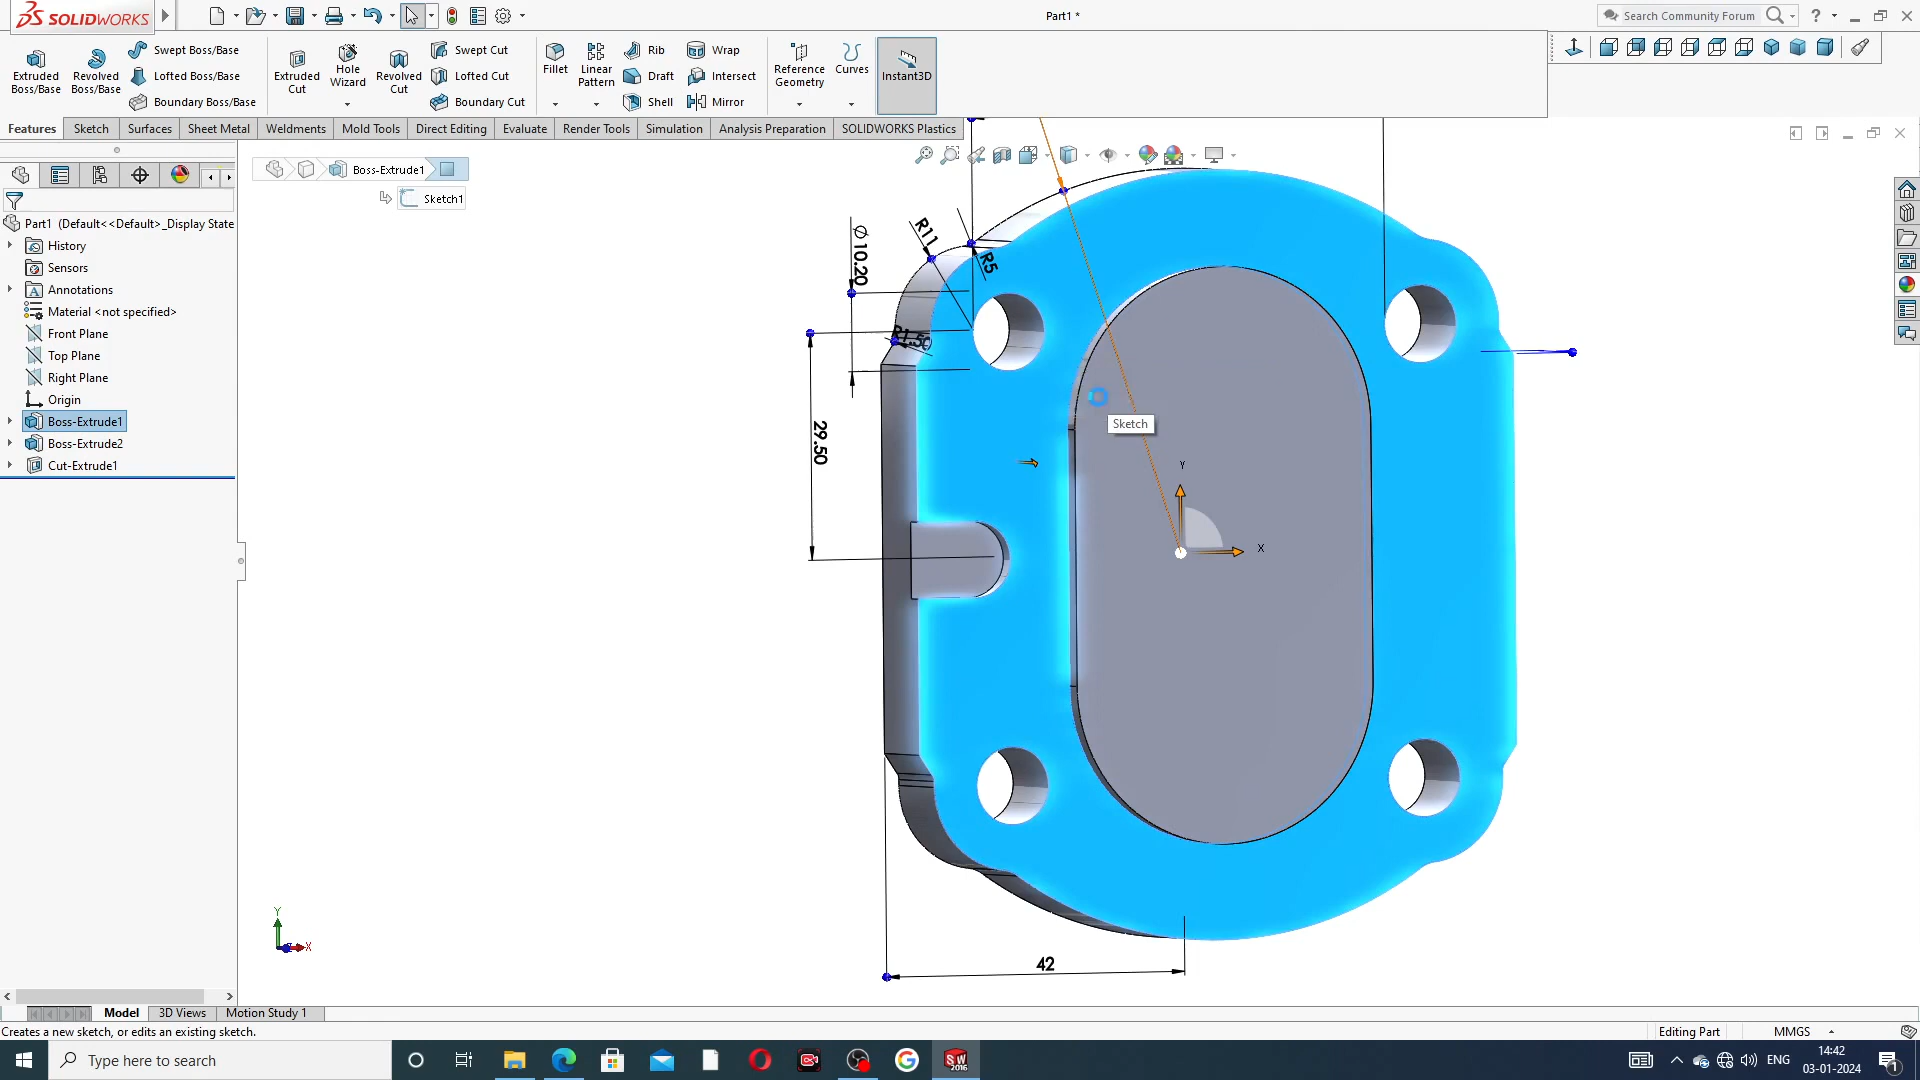 SOLIDWORKS
Part1 *
Search Community Forum
?
Extruded Boss/Base
Revolved Boss/Base
Swept Boss/Base
Lofted Boss/Base
Boundary Boss/Base
Extruded Cut
Hole Wizard
Revolved Cut
Swept Cut
Lofted Cut
Boundary Cut
Fillet
Linear Pattern
Rib
Draft
Shell
Wrap
Intersect
Mirror
Reference Geometry
Curves
Instant3D
Features
Sketch
Surfaces
Sheet Metal
Weldments
Mold Tools
Direct Editing
Evaluate
Render Tools
Simulation
Analysis Preparation
SOLIDWORKS Plastics
Boss-Extrude1
Sketch1
Part1 (Default<<Default>_Display State
History
Sensors
Annotations
Material <not specified>
Front Plane
Top Plane
Right Plane
Origin
Boss-Extrude1
Boss-Extrude2
Cut-Extrude1
R11
R5
Ø 10.20
R1.50
29.50
Sketch
Y
X
42
Y
X
Model
3D Views
Motion Study 1
Creates a new sketch, or edits an existing sketch.
Editing Part
MMGS
Type here to search
SW
2016
ENG
14:42
03-01-2024
1